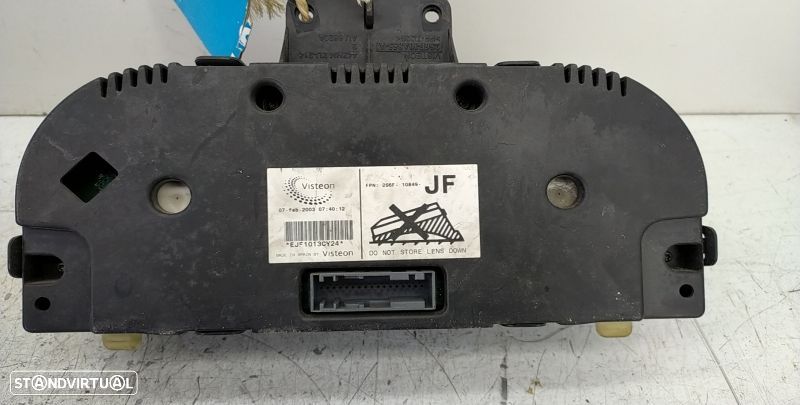 Visteon
07-Feb-2003 07:40:12
*EJF1013CY24*
MADE IN SPAIN BY Visteon
FPN: 2S6F- 10849- JF
DO NOT STORE LENS DOWN
STANDVIRTUAL